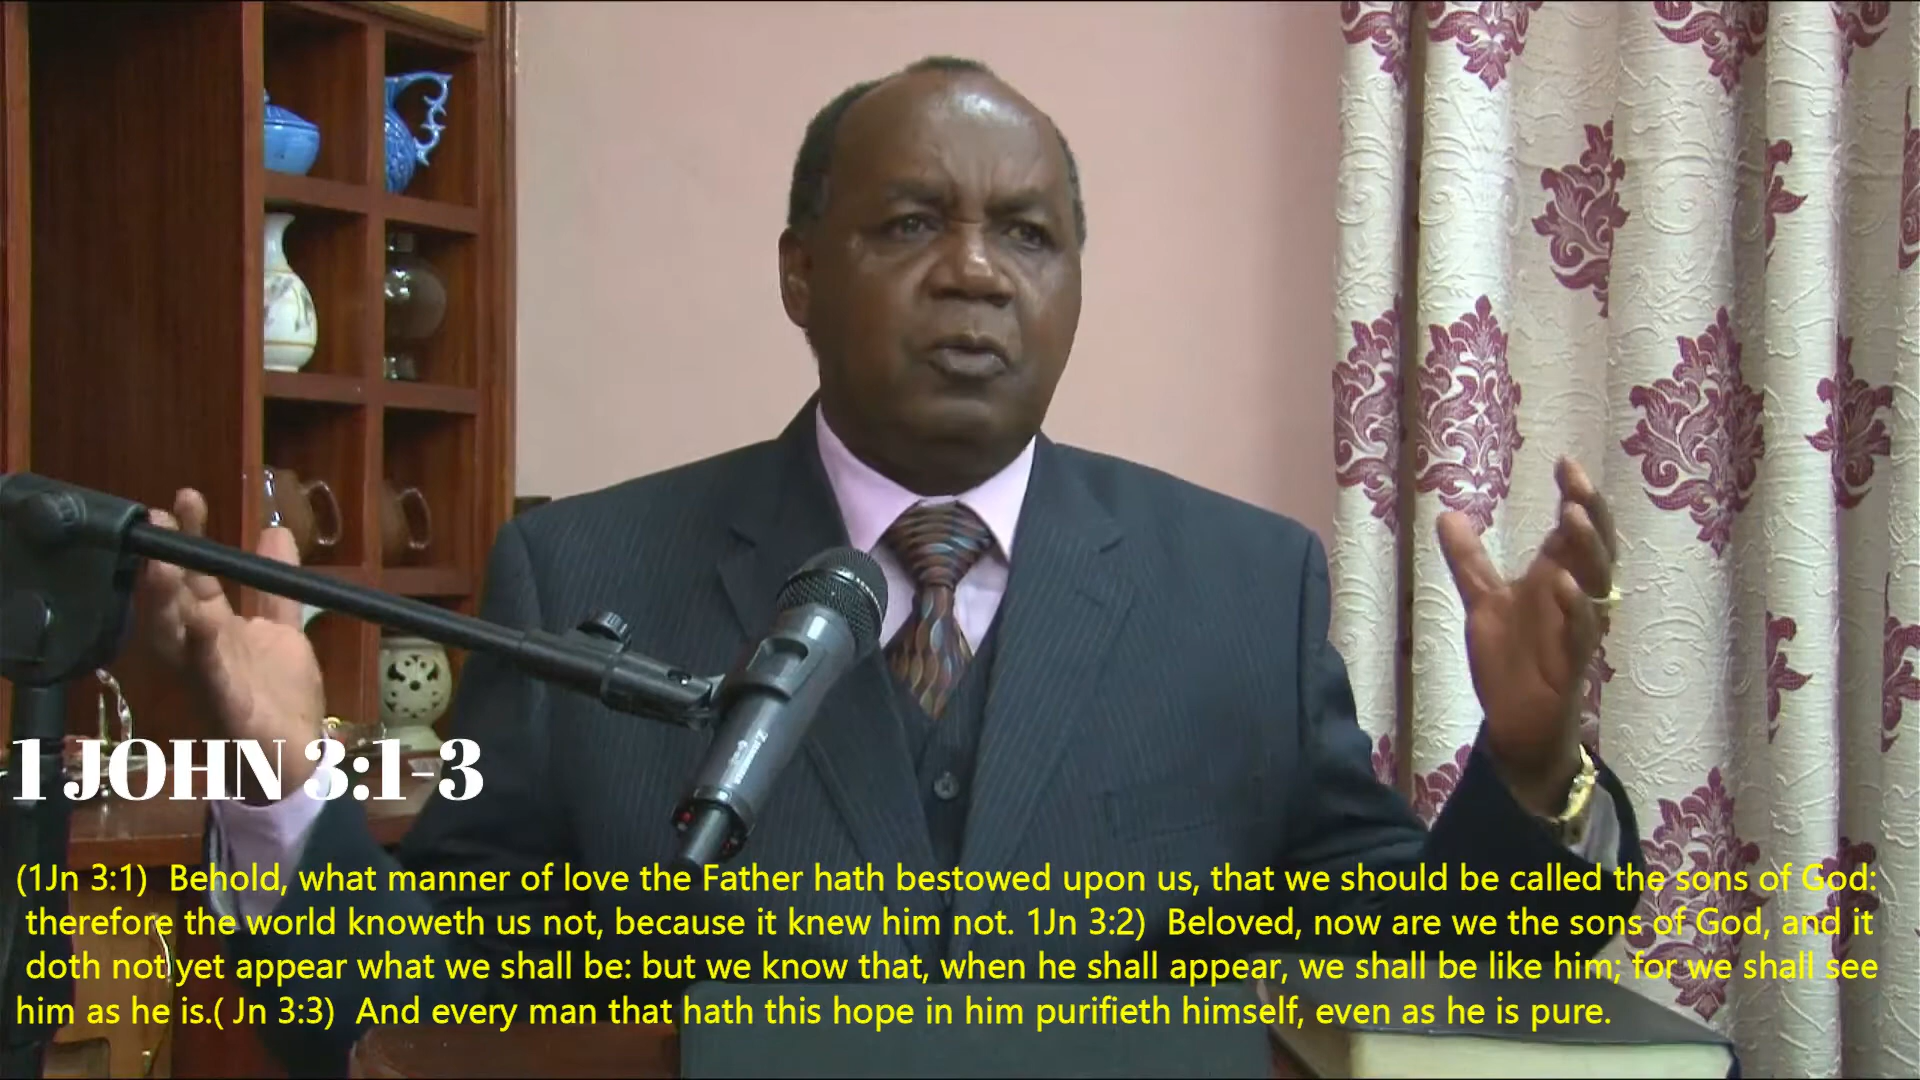 1 JOHN 3:1-3
(1Jn 3:1)  Behold, what manner of love the Father hath bestowed upon us, that we should be called the sons of God:
therefore the world knoweth us not, because it knew him not. 1Jn 3:2)  Beloved, now are we the sons of God, and it
doth not yet appear what we shall be: but we know that, when he shall appear, we shall be like him; for we shall see
him as he is.( Jn 3:3)  And every man that hath this hope in him purifieth himself, even as he is pure.